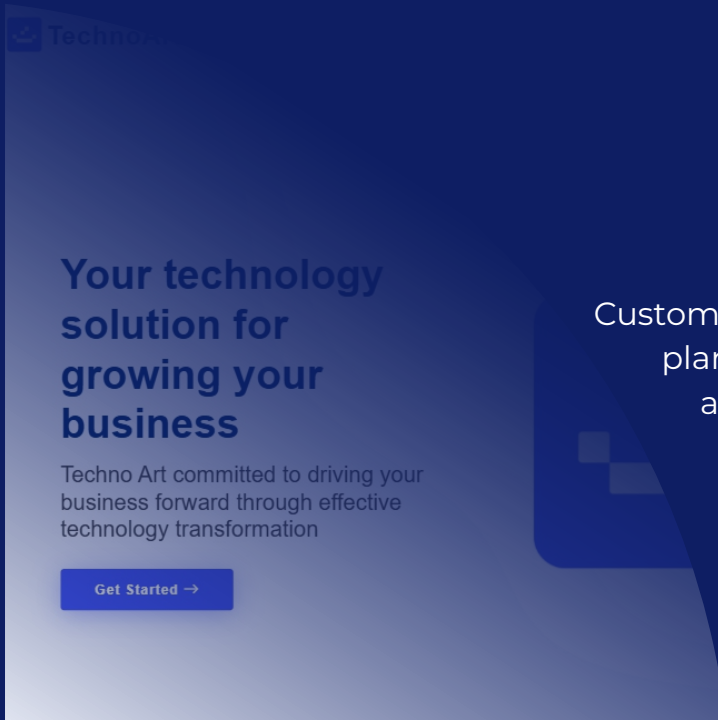 Your technology
solution for
growing your
business
Techno Art committed to driving your
business forward through effective
technology transformation
Get Started →
Custom
a